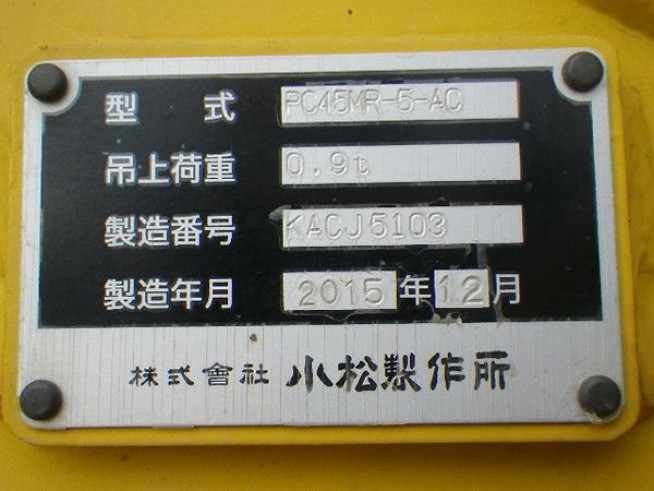 型式 PC45MR-5-AC
吊上荷重 0.9t
製造番号 KACJ5103
製造年月 2015年12月
株式會社 小松製作所